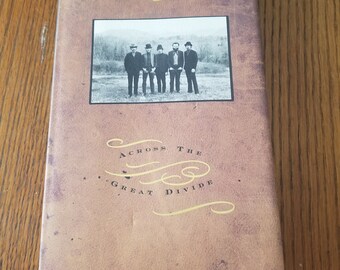 Across The
Great Divide